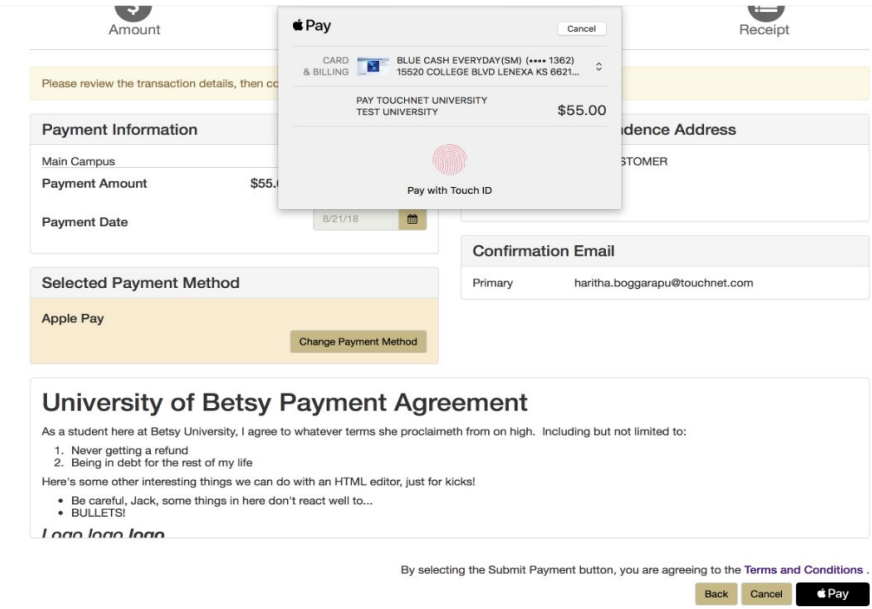 Amount
Receipt
Pay
Cancel
CARD & BILLING
BLUE CASH EVERYDAY(SM) (•••• 1362)
15520 COLLEGE BLVD LENEXA KS 6621...
PAY TOUCHNET UNIVERSITY
TEST UNIVERSITY
$55.00
Pay with Touch ID
Please review the transaction details, then
Payment Information
Main Campus
Payment Amount $55.
Payment Date 8/21/18
Selected Payment Method
Apple Pay
Change Payment Method
Address
Confirmation Email
Primary haritha.boggarapu@touchnet.com
University of Betsy Payment Agreement
As a student here at Betsy University, I agree to whatever terms she proclaimeth from on high. Including but not limited to:
1. Never getting a refund
2. Being in debt for the rest of my life
Here's some other interesting things we can do with an HTML editor, just for kicks!
• Be careful, Jack, some things in here don't react well to...
• BULLETS!
Logo logo logo
By selecting the Submit Payment button, you are agreeing to the Terms and Conditions .
Back Cancel Pay